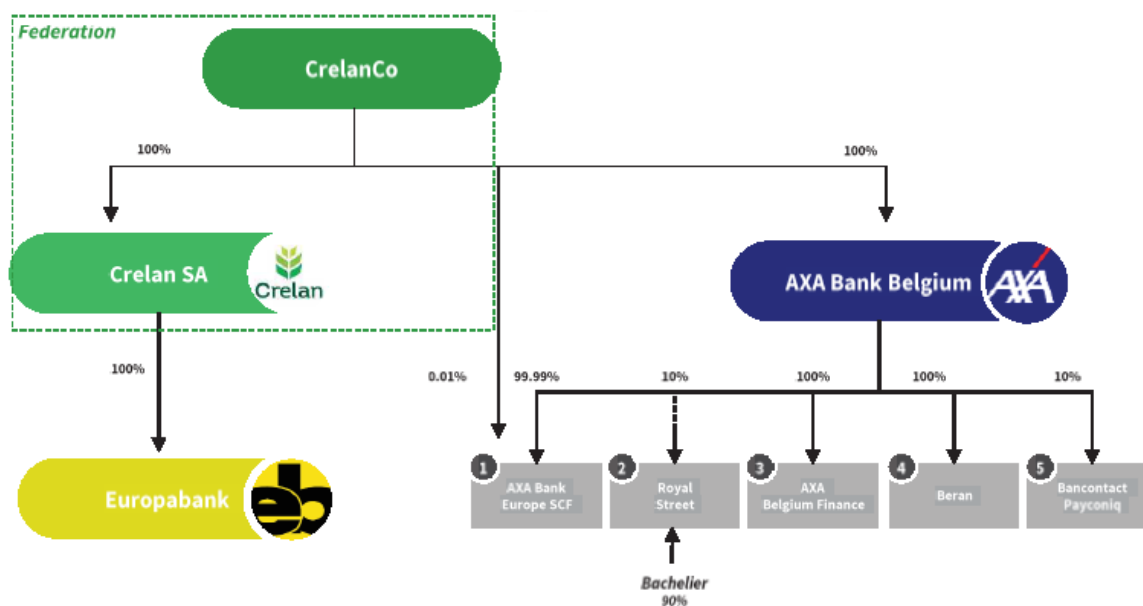 Federation
CrelanCo
100%
100%
Crelan SA
Crelan
AXA Bank Belgium
AXA
100%
0.01%
99.99%
10%
100%
100%
10%
eb
Europabank
1
AXA Bank
Europe SCF
2
Royal
Street
3
AXA
Belgium Finance
4
Beran
5
Bancontact
Payconiq
Bachelier
90%